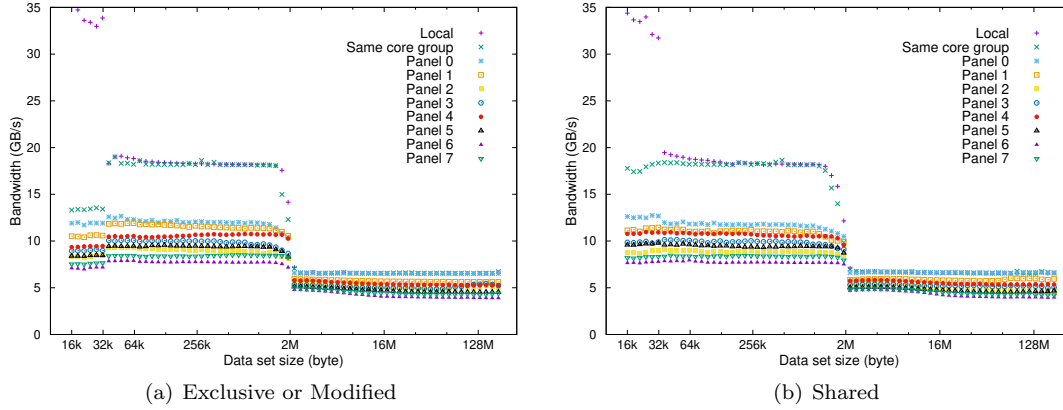 35
30
25
20
15
10
5
0
Bandwidth (GB/s)
Local
Same core group
Panel 0
Panel 1
Panel 2
Panel 3
Panel 4
Panel 5
Panel 6
Panel 7
16k 32k 64k 256k 2M 16M 128M
Data set size (byte)
(a) Exclusive or Modified
35
30
25
20
15
10
5
0
Bandwidth (GB/s)
Local
Same core group
Panel 0
Panel 1
Panel 2
Panel 3
Panel 4
Panel 5
Panel 6
Panel 7
16k 32k 64k 256k 2M 16M 128M
Data set size (byte)
(b) Shared